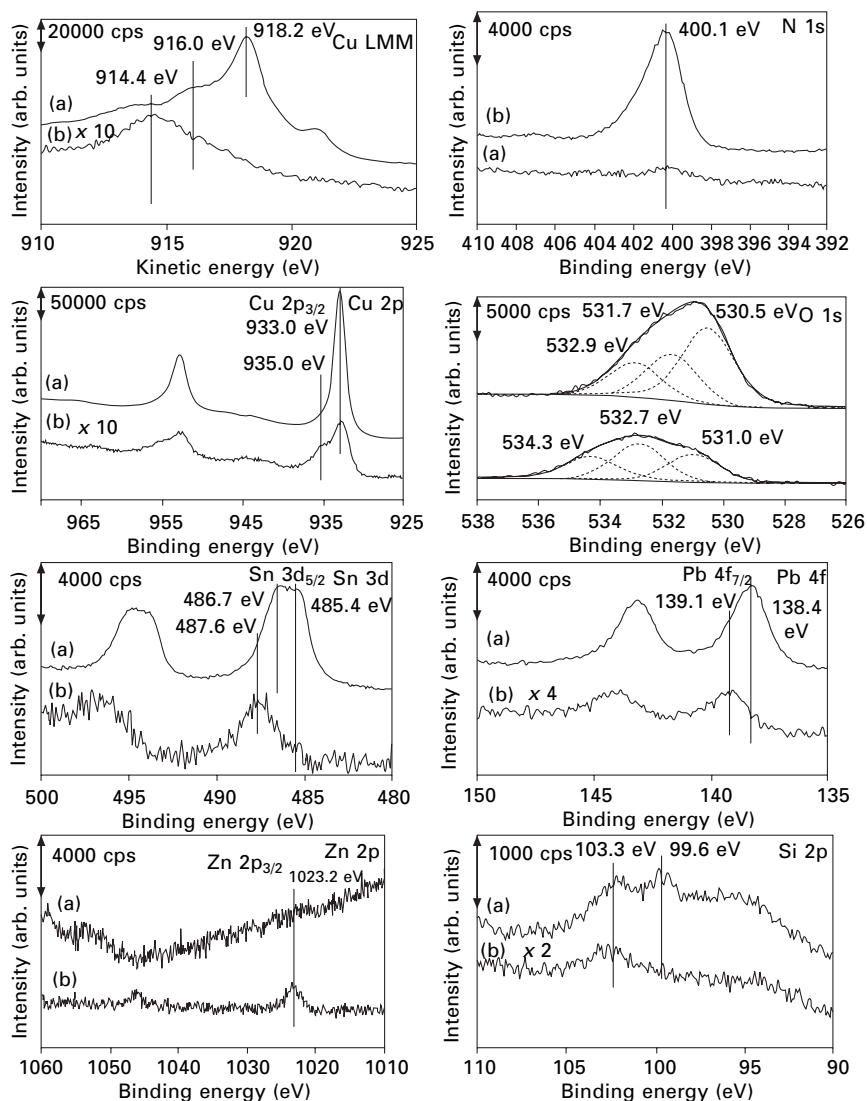 20000 cps
918.2 eV
Cu LMM
916.0 eV
914.4 eV
(a)
(b) x 10
Intensity (arb. units)
910 915 920 925
Kinetic energy (eV)
4000 cps
400.1 eV
N 1s
(b)
(a)
Intensity (arb. units)
410 408 406 404 402 400 398 396 394 392
Binding energy (eV)
50000 cps
Cu 2p3/2
Cu 2p
933.0 eV
935.0 eV
(a)
(b) x 10
Intensity (arb. units)
965 955 945 935 925
Binding energy (eV)
5000 cps
531.7 eV
530.5 eV
O 1s
532.9 eV
532.7 eV
534.3 eV
531.0 eV
Intensity (arb. units)
538 536 534 532 530 528 526
Binding energy (eV)
4000 cps
Sn 3d5/2
Sn 3d
486.7 eV
485.4 eV
487.6 eV
(a)
(b)
Intensity (arb. units)
500 495 490 485 480
Binding energy (eV)
4000 cps
Pb 4f7/2
Pb 4f
139.1 eV
138.4
eV
(a)
(b) x 4
Intensity (arb. units)
150 145 140 135
Binding energy (eV)
4000 cps
Zn 2p
Zn 2p3/2
1023.2 eV
(a)
(b)
Intensity (arb. units)
1060 1050 1040 1030 1020 1010
Binding energy (eV)
1000 cps
103.3 eV
99.6 eV
Si 2p
(a)
(b) x 2
Intensity (arb. units)
110 105 100 95 90
Binding energy (eV)